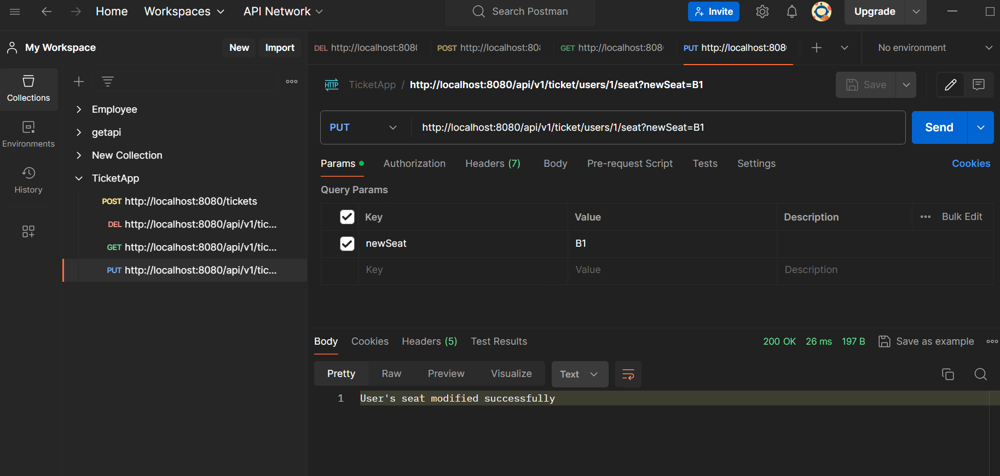 Home Workspaces API Network Search Postman Invite Upgrade
My Workspace New Import
DEL http://localhost:8080 POST http://localhost:808 GET http://localhost:8080 PUT http://localhost:8080 No environment
Collections
Environments
History
Employee
getapi
New Collection
TicketApp
POST http://localhost:8080/tickets
DEL http://localhost:8080/api/v1/tic...
GET http://localhost:8080/api/v1/tic...
PUT http://localhost:8080/api/v1/tic...
HTTP TicketApp / http://localhost:8080/api/v1/ticket/users/1/seat?newSeat=B1 Save
PUT http://localhost:8080/api/v1/ticket/users/1/seat?newSeat=B1 Send
Params Authorization Headers (7) Body Pre-request Script Tests Settings Cookies
Query Params
Key Value Description Bulk Edit
newSeat B1
Key Value Description
Body Cookies Headers (5) Test Results 200 OK 26 ms 197 B Save as example
Pretty Raw Preview Visualize Text
1 User's seat modified successfully